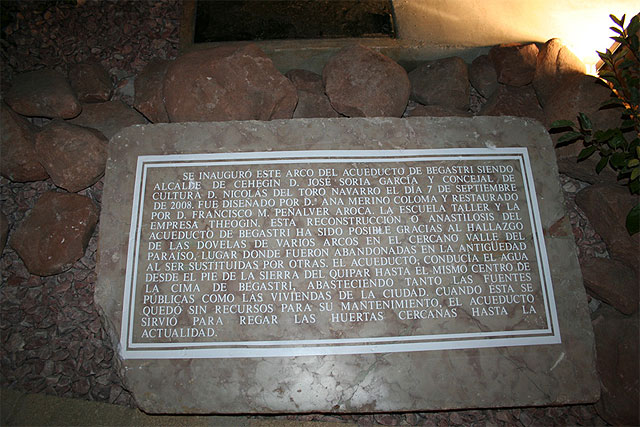 SE INAUGURÓ ESTE ARCO DEL ACUEDUCTO DE BEGASTRI SIENDO
ALCALDE DE CEHEGIN D. JOSÉ SORIA GARCÍA Y CONCEJAL DE
CULTURA D. NICOLÁS DEL TORO NAVARRO EL DÍA 7 DE SEPTIEMBRE
DE 2008. FUE DISEÑADO POR D.ª ANA MERINO COLOMA Y RESTAURADO
POR D. FRANCISCO M. PEÑALVER AROCA. LA ESCUELA TALLER Y LA
EMPRESA THEOGIN. ESTA RECONSTRUCCIÓN O ANASTILOSIS DEL
ACUEDUCTO DE BEGASTRI HA SIDO POSIBLE GRACIAS AL HALLAZGO
DE LAS DOVELAS DE VARIOS ARCOS EN EL CERCANO VALLE DEL
PARAÍSO, LUGAR DONDE FUERON ABANDONADAS EN LA ANTIGÜEDAD
AL SER SUSTITUIDAS POR OTRAS. EL ACUEDUCTO, CONDUCÍA EL AGUA
DESDE EL PIE DE LA SIERRA DEL QUIPAR HASTA EL MISMO CENTRO DE
LA CIMA DE BEGASTRI, ABASTECIENDO TANTO LAS FUENTES
PÚBLICAS COMO LAS VIVIENDAS DE LA CIUDAD. CUANDO ÉSTA SE
QUEDÓ SIN RECURSOS PARA SU MANTENIMIENTO, EL ACUEDUCTO
SIRVIÓ PARA REGAR LAS HUERTAS CERCANAS HASTA LA
ACTUALIDAD.